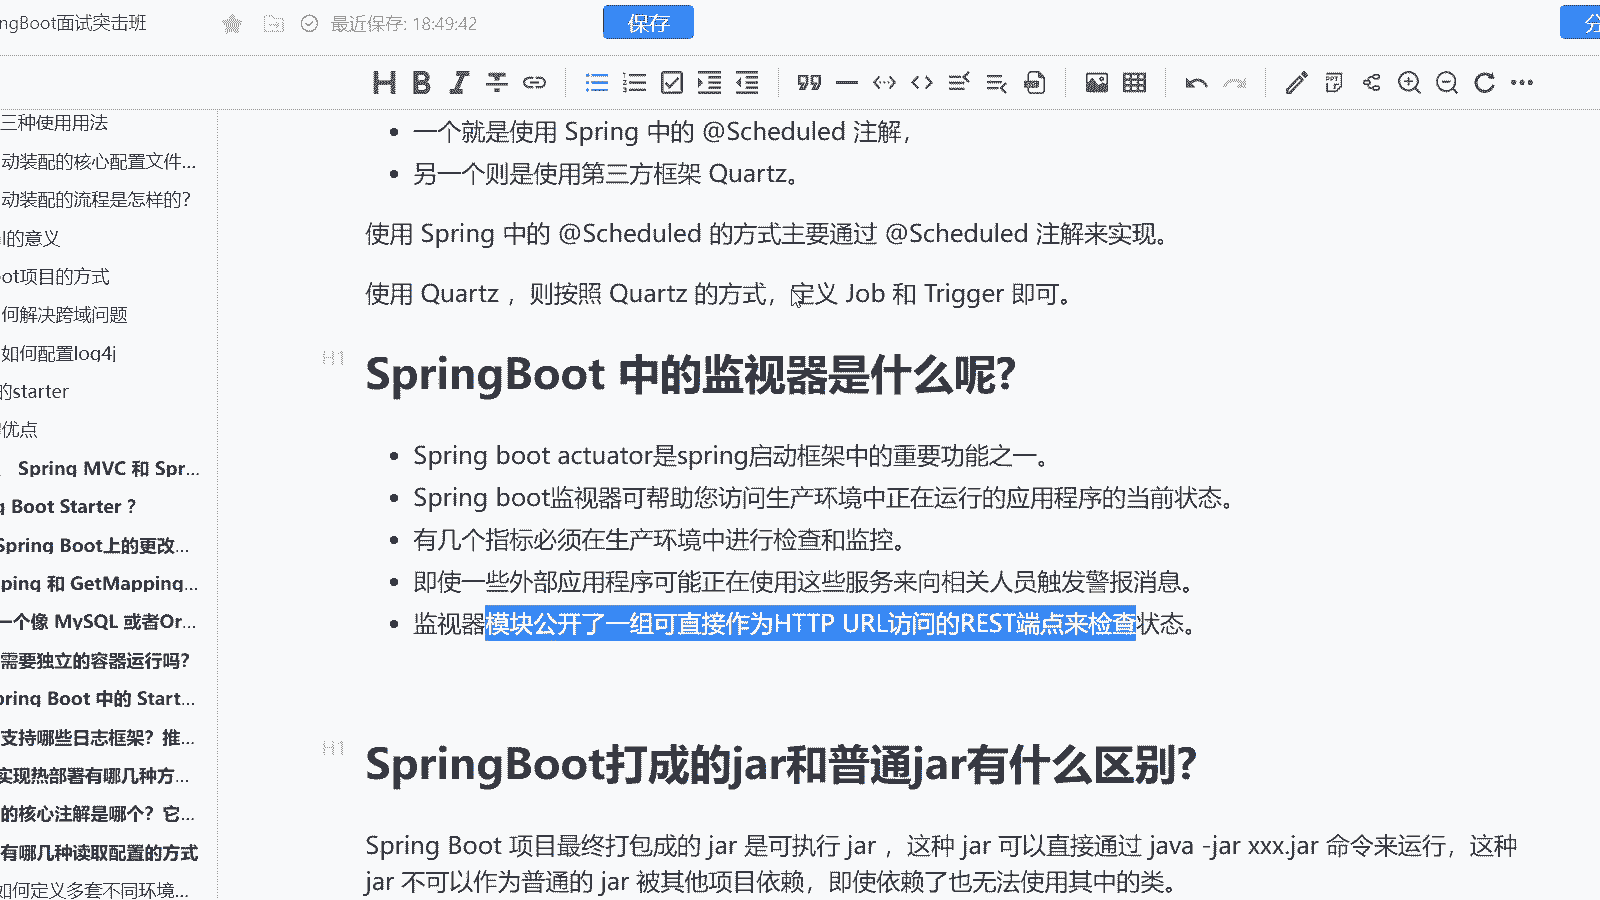 ngBoot面试突击班
最近保存: 18:49:42
保存
分
三种使用用法
动装配的核心配置文件...
动装配的流程是怎样的?
l的意义
ot项目的方式
何解决跨域问题
如何配置log4j
的starter
优点
Spring MVC 和 Spr...
g Boot Starter ?
Spring Boot上的更改...
ping 和 GetMapping...
一个像 MySQL 或者Or...
需要独立的容器运行吗?
pring Boot 中的 Start...
支持哪些日志框架？推...
实现热部署有哪几种方...
的核心注解是哪个？它...
有哪几种读取配置的方式
如何定义多套不同环境...
• 一个就是使用 Spring 中的 @Scheduled 注解，
• 另一个则是使用第三方框架 Quartz。
使用 Spring 中的 @Scheduled 的方式主要通过 @Scheduled 注解来实现。
使用 Quartz ，则按照 Quartz 的方式，定义 Job 和 Trigger 即可。
H1
SpringBoot 中的监视器是什么呢?
• Spring boot actuator是spring启动框架中的重要功能之一。
• Spring boot监视器可帮助您访问生产环境中正在运行的应用程序的当前状态。
• 有几个指标必须在生产环境中进行检查和监控。
• 即使一些外部应用程序可能正在使用这些服务来向相关人员触发警报消息。
• 监视器模块公开了一组可直接作为HTTP URL访问的REST端点来检查状态。
H1
SpringBoot打成的jar和普通jar有什么区别?
Spring Boot 项目最终打包成的 jar 是可执行 jar ，这种 jar 可以直接通过 java -jar xxx.jar 命令来运行，这种
jar 不可以作为普通的 jar 被其他项目依赖，即使依赖了也无法使用其中的类。